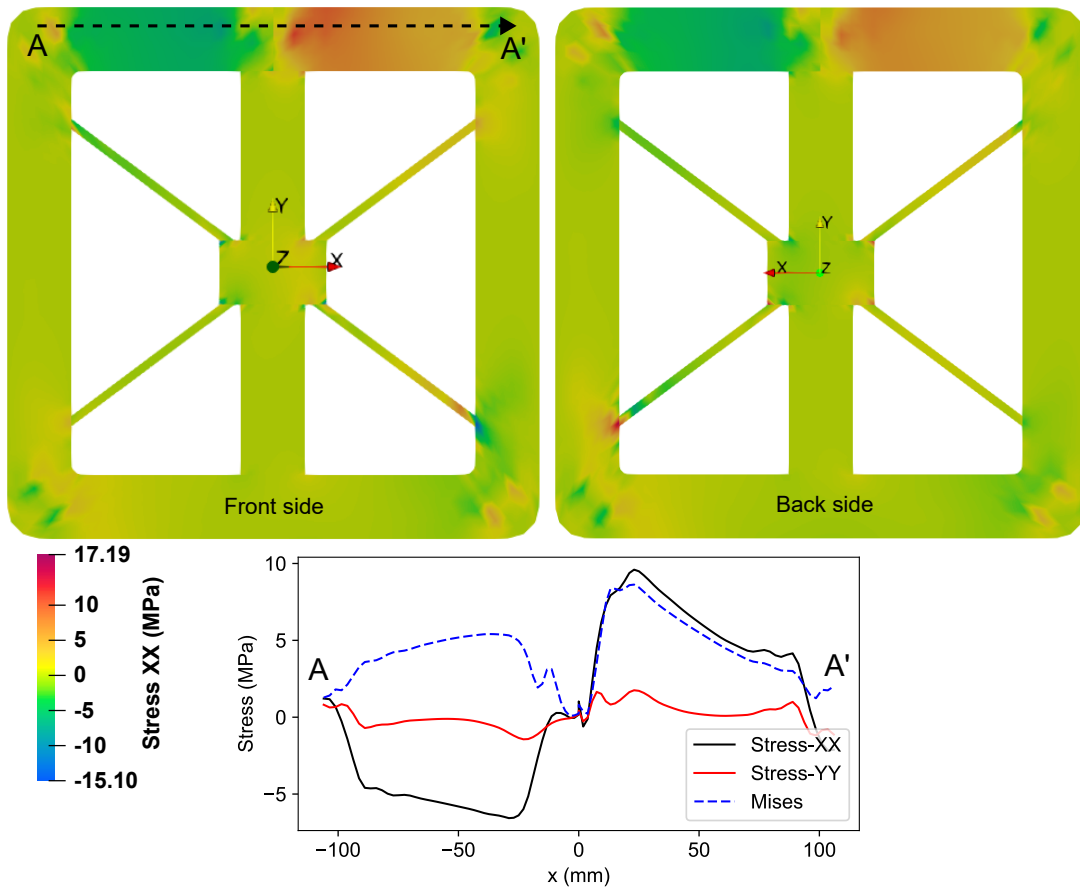 A
A'
Y
Z
X
Front side
Y
X
Z
Back side
17.19
10
5
0
-5
-10
-15.10
Stress XX (MPa)
10
5
0
−5
Stress (MPa)
A
A'
Stress-XX
Stress-YY
Mises
−100
−50
0
50
100
x (mm)